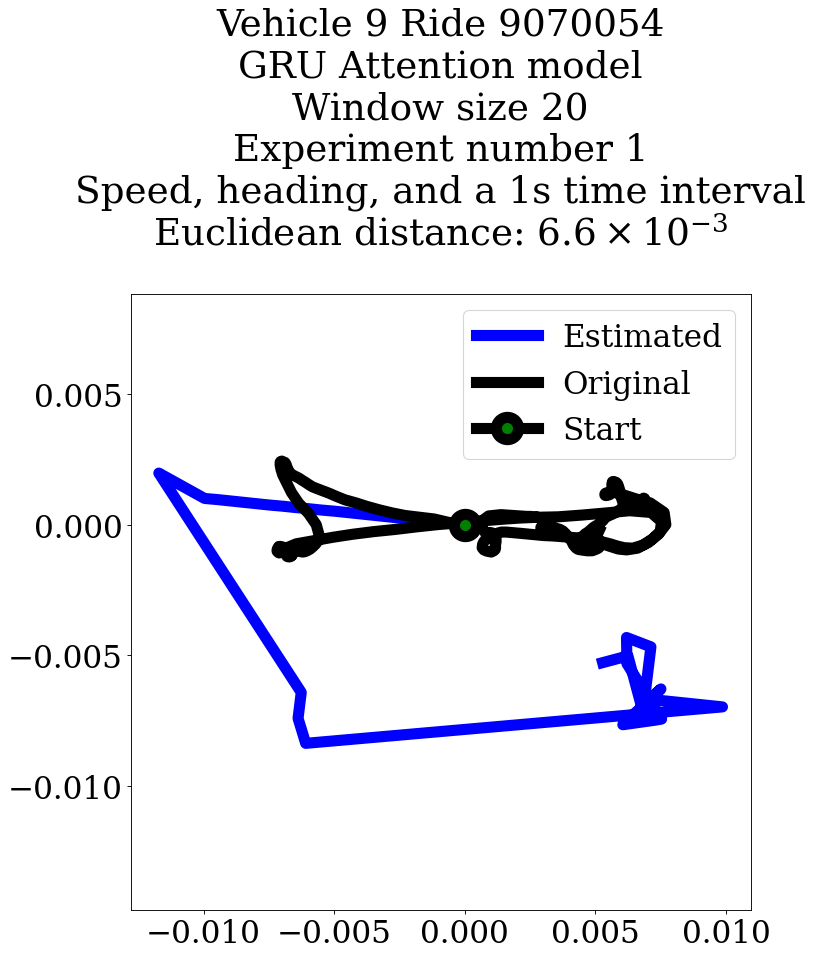 Vehicle 9 Ride 9070054
GRU Attention model
Window size 20
Experiment number 1
Speed, heading, and a 1s time interval
Euclidean distance: 6.6 × 10⁻³
Estimated
Original
Start
0.005
0.000
−0.005
−0.010
−0.010 −0.005 0.000 0.005 0.010